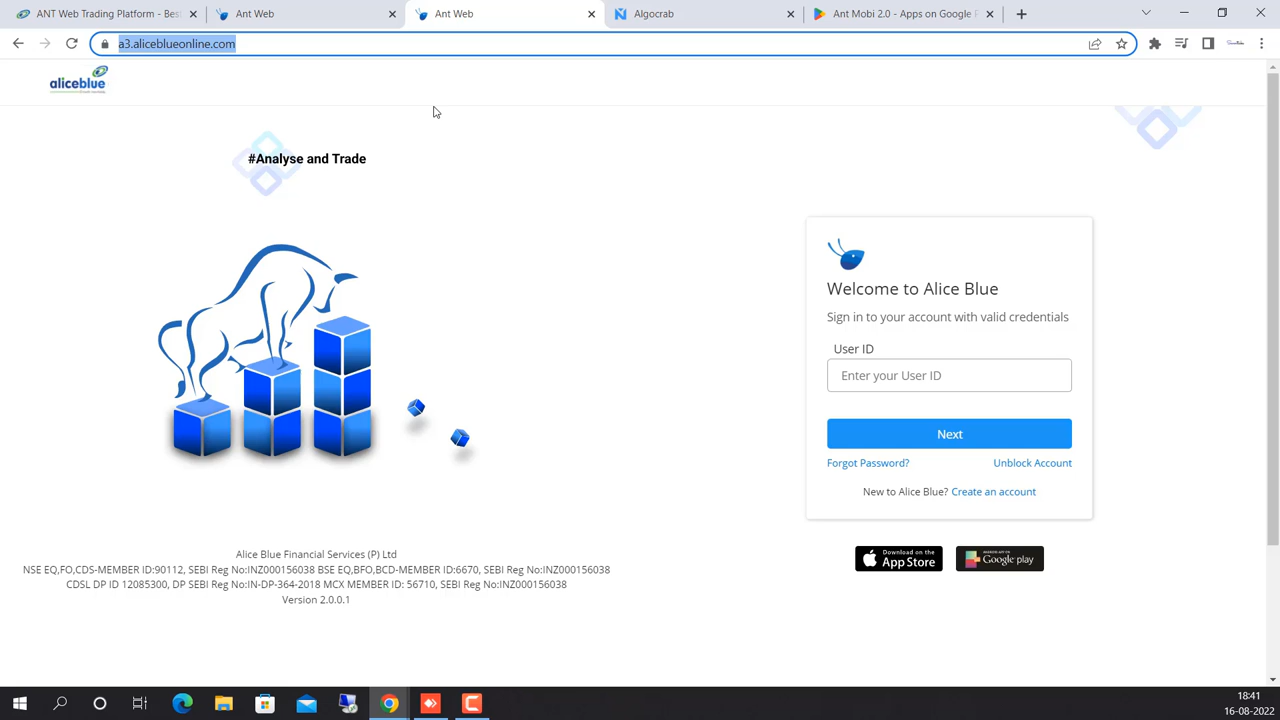 ANT Web Trading Platform - Bes
Ant Web
Ant Web
Algocrab
Ant Mobi 2.0 - Apps on Google P
a3.aliceblueonline.com
aliceblue
#Analyse and Trade
Welcome to Alice Blue
Sign in to your account with valid credentials
User ID
Enter your User ID
Next
Forgot Password?
Unblock Account
New to Alice Blue? Create an account
Download on the
App Store
Google play
Alice Blue Financial Services (P) Ltd
NSE EQ,FO,CDS-MEMBER ID:90112, SEBI Reg No:INZ000156038 BSE EQ,BFO,BCD-MEMBER ID:6670, SEBI Reg No:INZ000156038
CDSL DP ID 12085300, DP SEBI Reg No:IN-DP-364-2018 MCX MEMBER ID: 56710, SEBI Reg No:INZ000156038
Version 2.0.0.1
18:41
16-08-2022